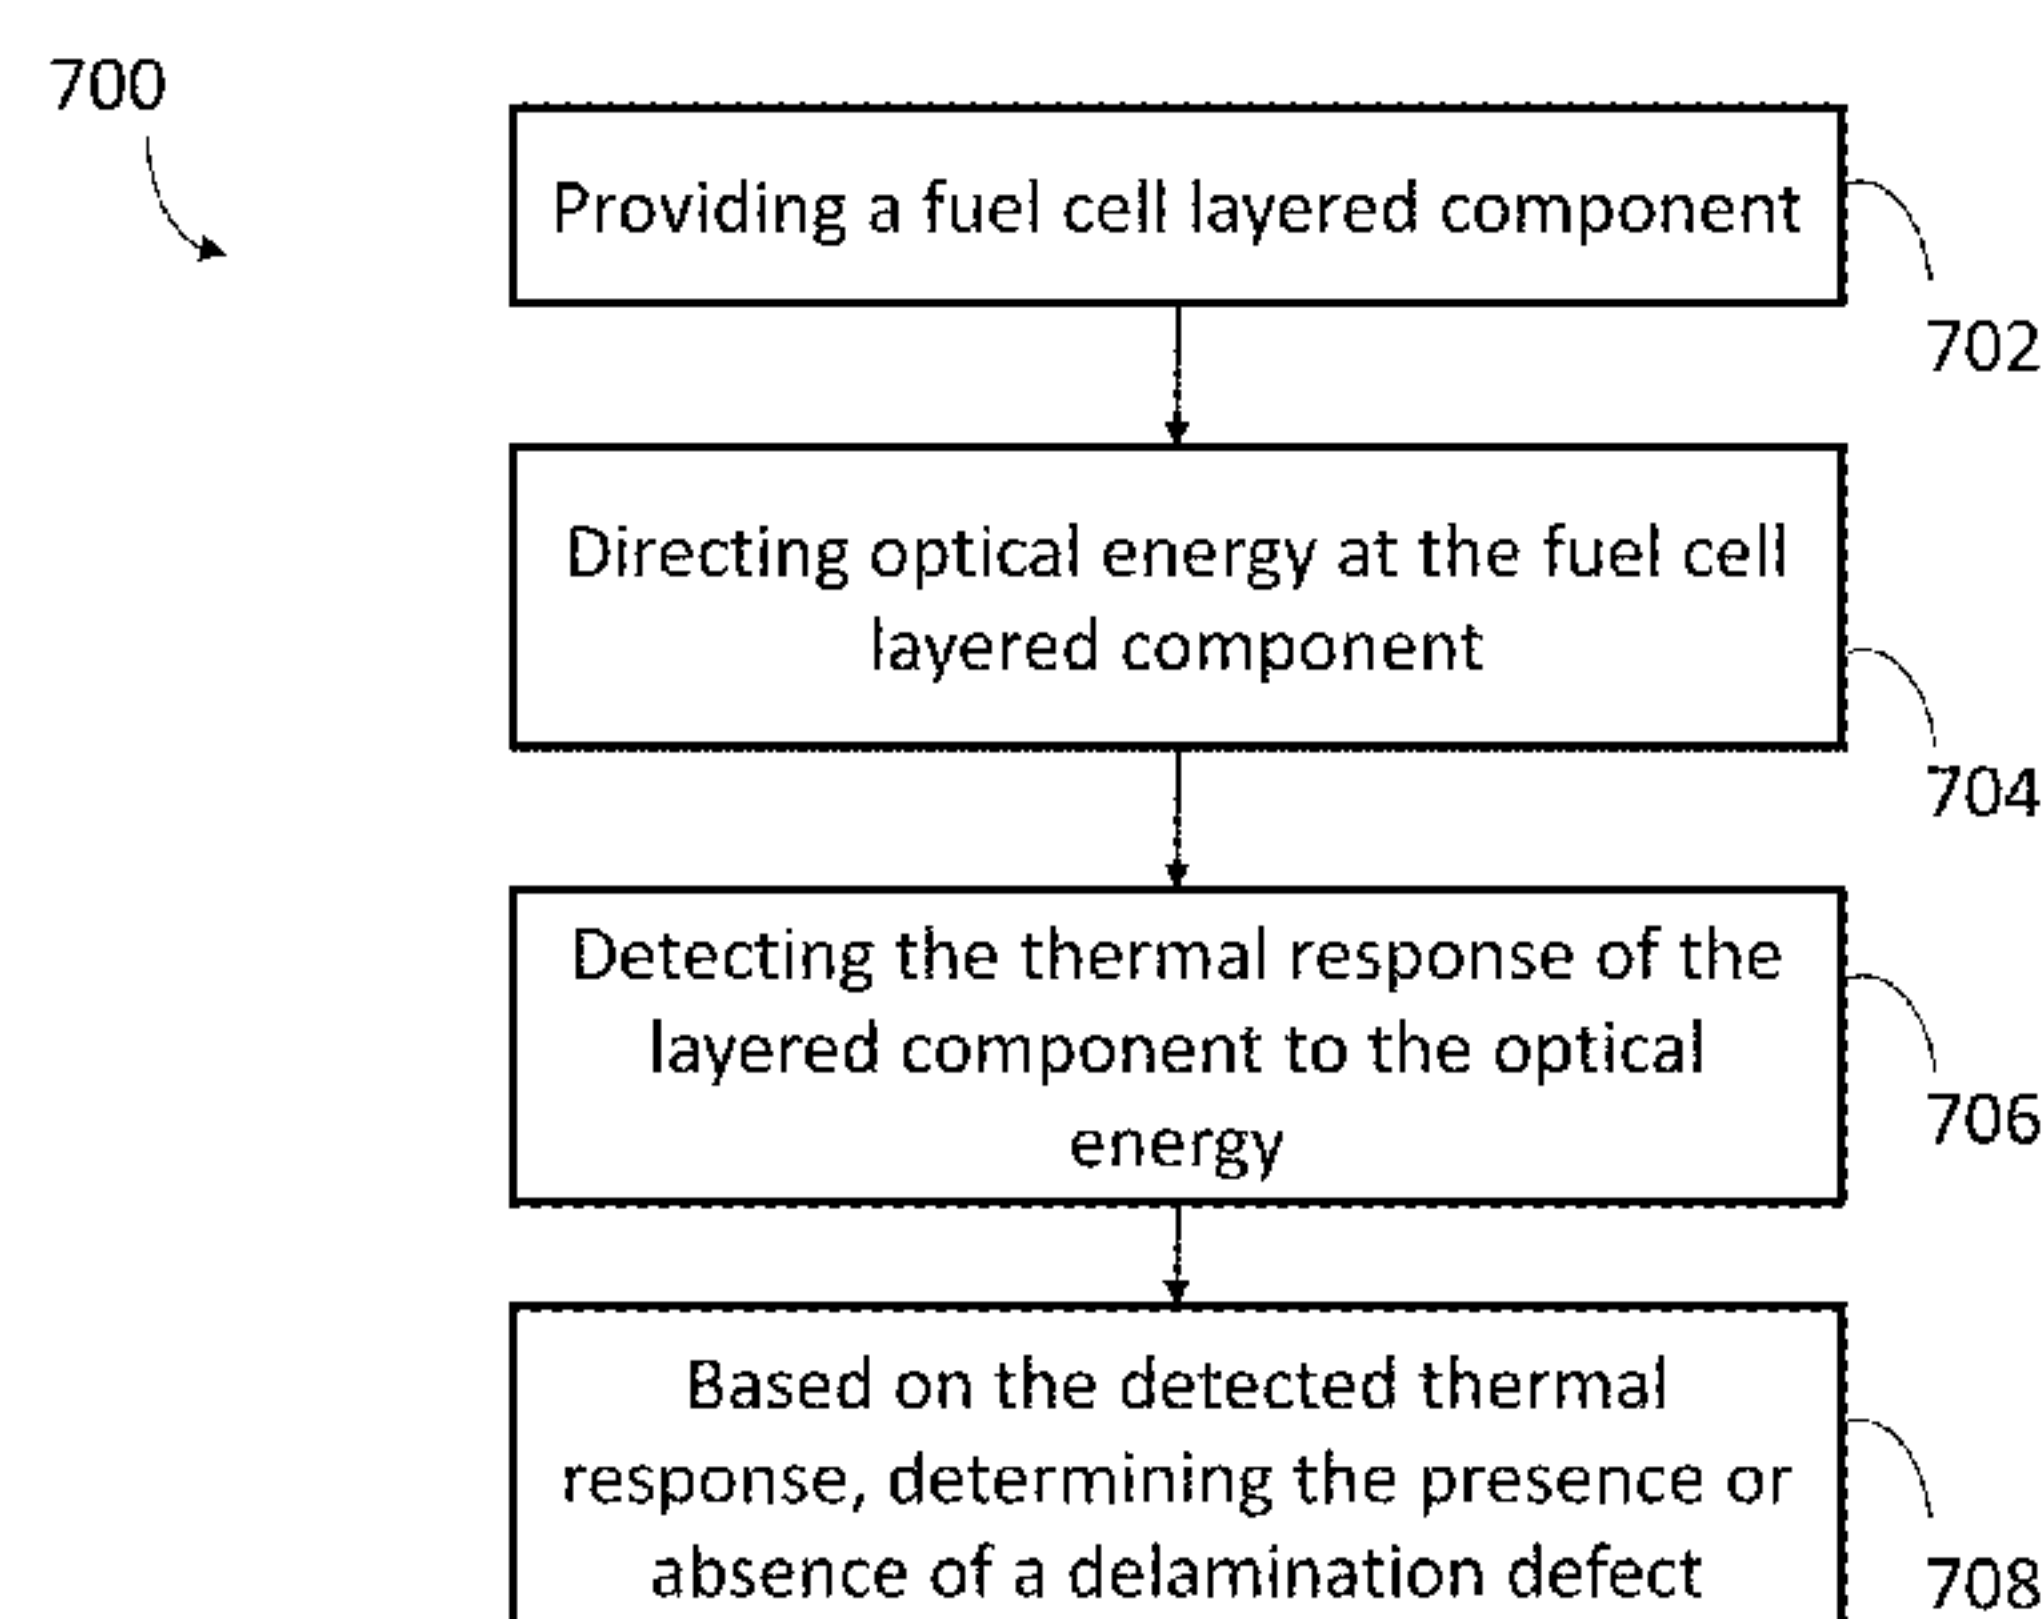 700
Providing a fuel cell layered component
702
Directing optical energy at the fuel cell
layered component
704
Detecting the thermal response of the
layered component to the optical
energy
706
Based on the detected thermal
response, determining the presence or
absence of a delamination defect
708